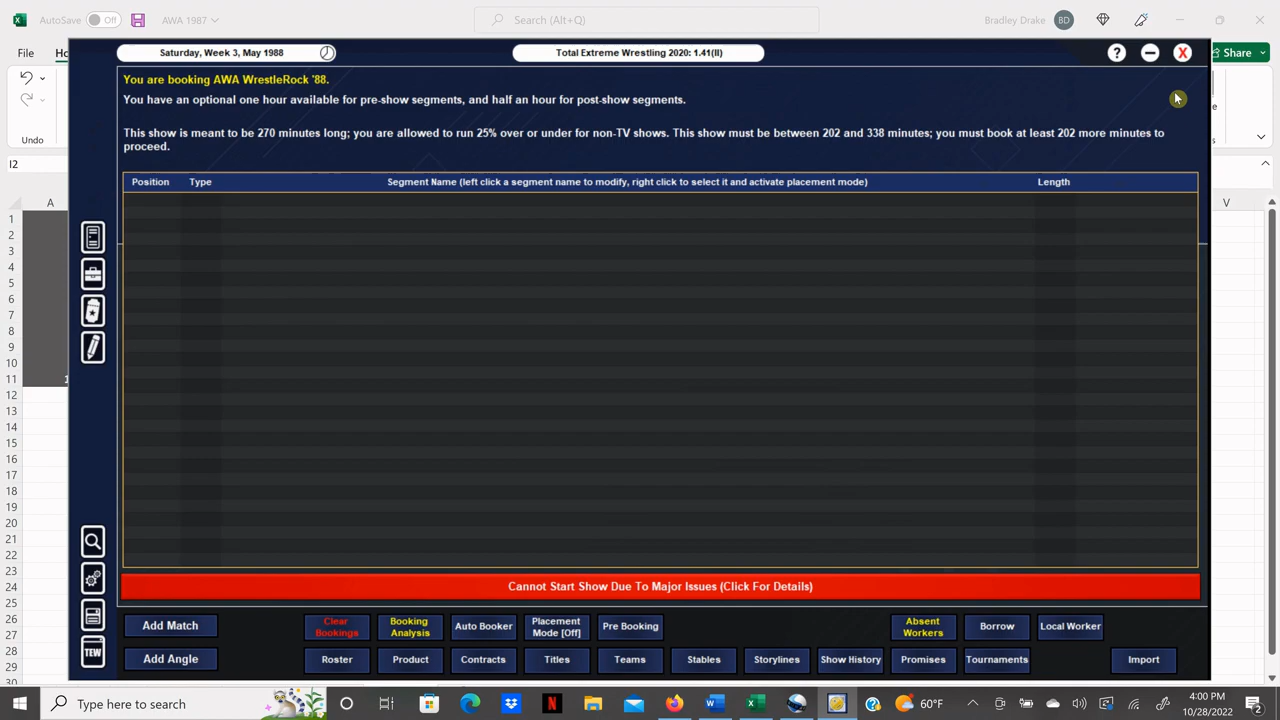 AutoSave Off AWA 1987 Search (Alt+Q) Bradley Drake BD
File Share
Undo
I2
A V
1
2
3
4
5
6
7
8
9
10
11
12
13
14
15
16
17
18
19
20
21
22
23
24
25
26
27
28
29
30
Saturday, Week 3, May 1988
Total Extreme Wrestling 2020: 1.41(II)
? X
You are booking AWA WrestleRock '88.
You have an optional one hour available for pre-show segments, and half an hour for post-show segments.
This show is meant to be 270 minutes long; you are allowed to run 25% over or under for non-TV shows. This show must be between 202 and 338 minutes; you must book at least 202 more minutes to
proceed.
Position Type Segment Name (left click a segment name to modify, right click to select it and activate placement mode) Length
Cannot Start Show Due To Major Issues (Click For Details)
Add Match
Clear
Bookings
Booking
Analysis
Auto Booker
Placement
Mode [Off]
Pre Booking
Absent
Workers
Borrow
Local Worker
Add Angle
Roster
Product
Contracts
Titles
Teams
Stables
Storylines
Show History
Promises
Tournaments
Import
TEW
Type here to search
60°F
4:00 PM
10/28/2022
2